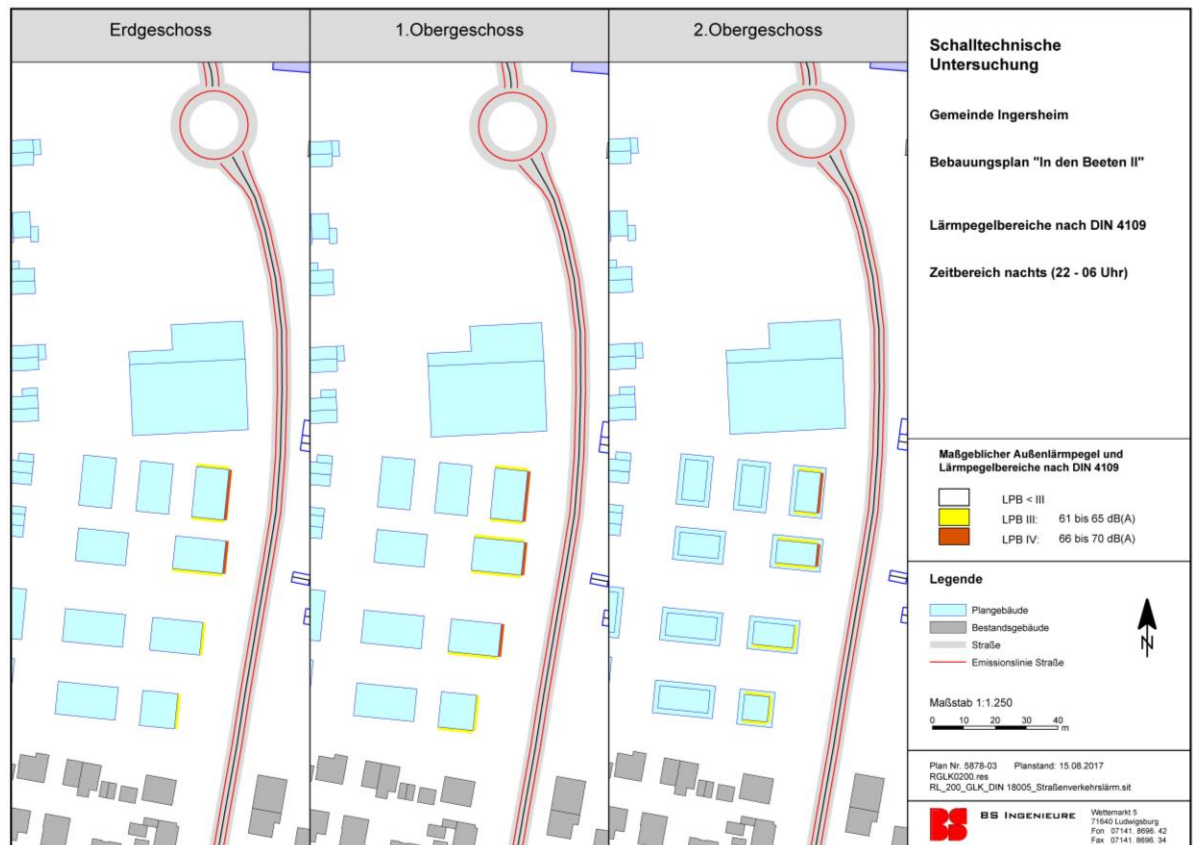 Erdgeschoss
1.Obergeschoss
2.Obergeschoss
Schalltechnische
Untersuchung
Gemeinde Ingersheim
Bebauungsplan "In den Beeten II"
Lärmpegelbereiche nach DIN 4109
Zeitbereich nachts (22 - 06 Uhr)
Maßgeblicher Außenlärmpegel und
Lärmpegelbereiche nach DIN 4109
LPB < III
LPB III: 61 bis 65 dB(A)
LPB IV: 66 bis 70 dB(A)
Legende
Plangebäude
Bestandsgebäude
Straße
Emissionslinie Straße
N
Maßstab 1:1.250
0 10 20 30 40
m
Plan Nr. 5878-03 Planstand: 15.08.2017
RGLK0200.res
RL_200_GLK_DIN 18005_Straßenverkehrslärm.sit
BS
BS INGENIEURE
Wettemarkt 5
71640 Ludwigsburg
Fon 07141. 8696. 42
Fax 07141. 8696. 34